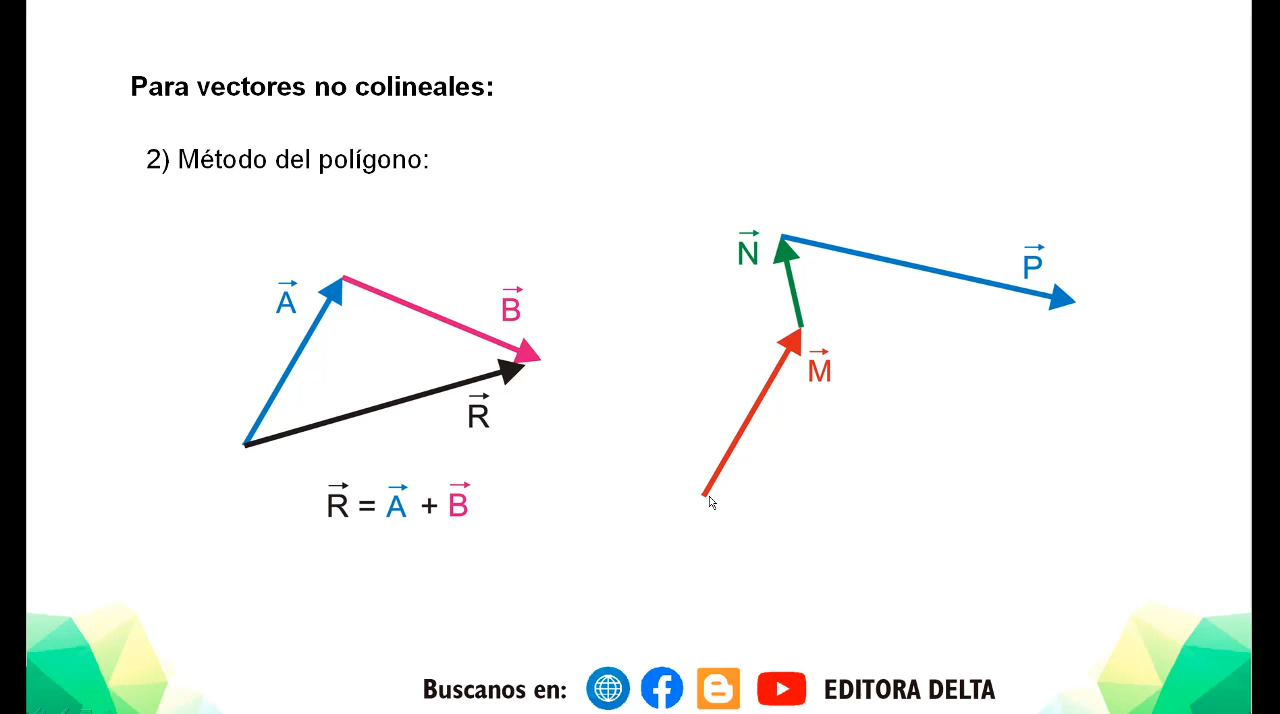 Para vectores no colineales:
2) Método del polígono:
A⃗
B⃗
R⃗
R⃗ = A⃗ + B⃗
N⃗
P⃗
M⃗
Buscanos en: EDITORA DELTA